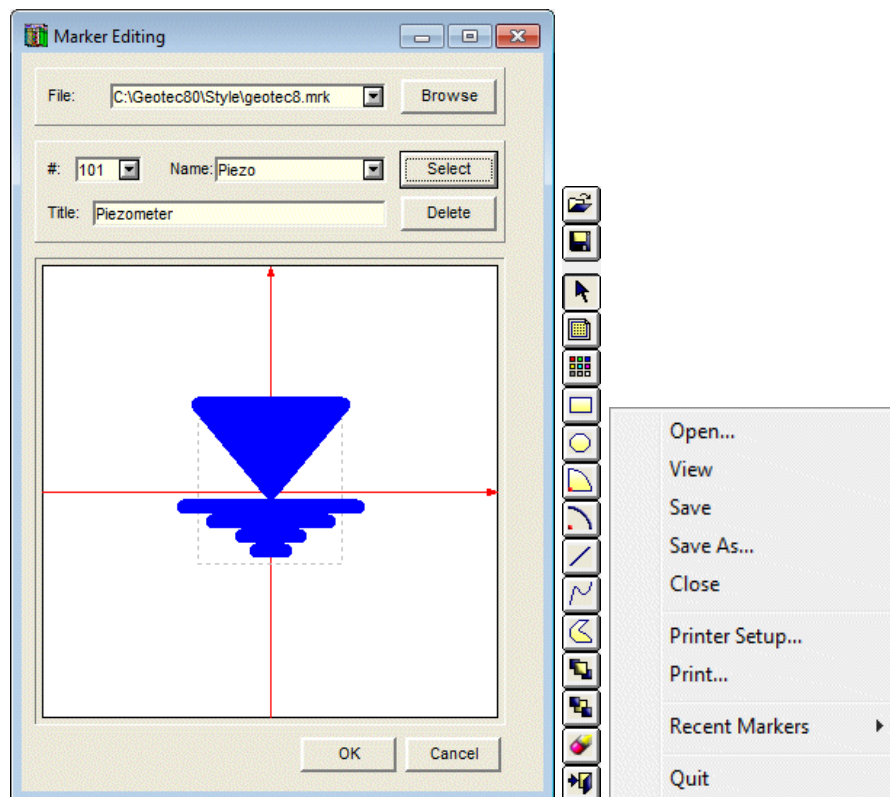 Marker Editing
File: C:\Geotec80\Style\geotec8.mrk Browse
#: 101 Name: Piezo Select
Title: Piezometer Delete
OK Cancel
Open...
View
Save
Save As...
Close
Printer Setup...
Print...
Recent Markers
Quit